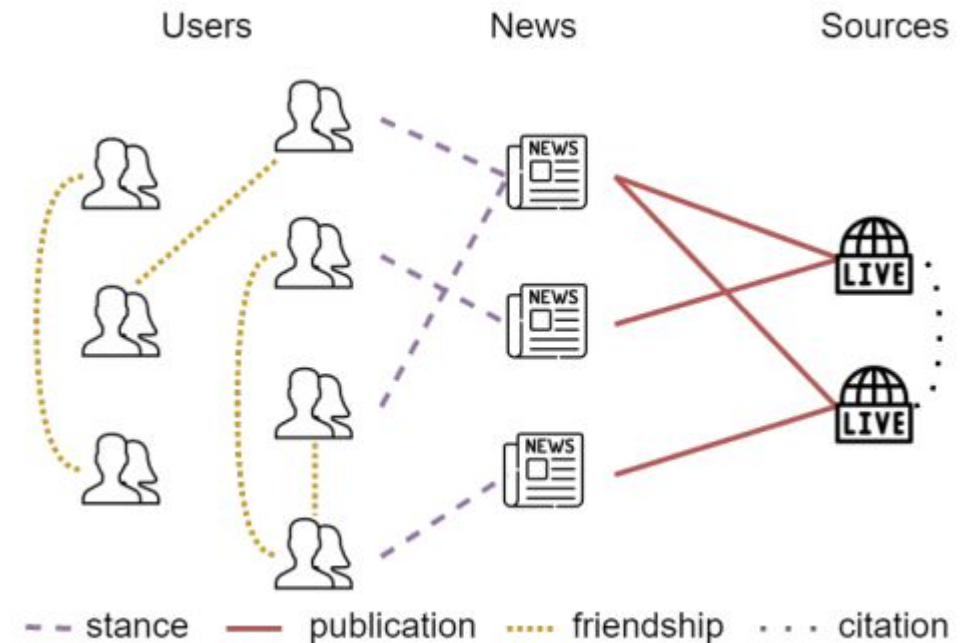 Users News Sources
NEWS
LIVE
NEWS
LIVE
NEWS
stance publication friendship citation